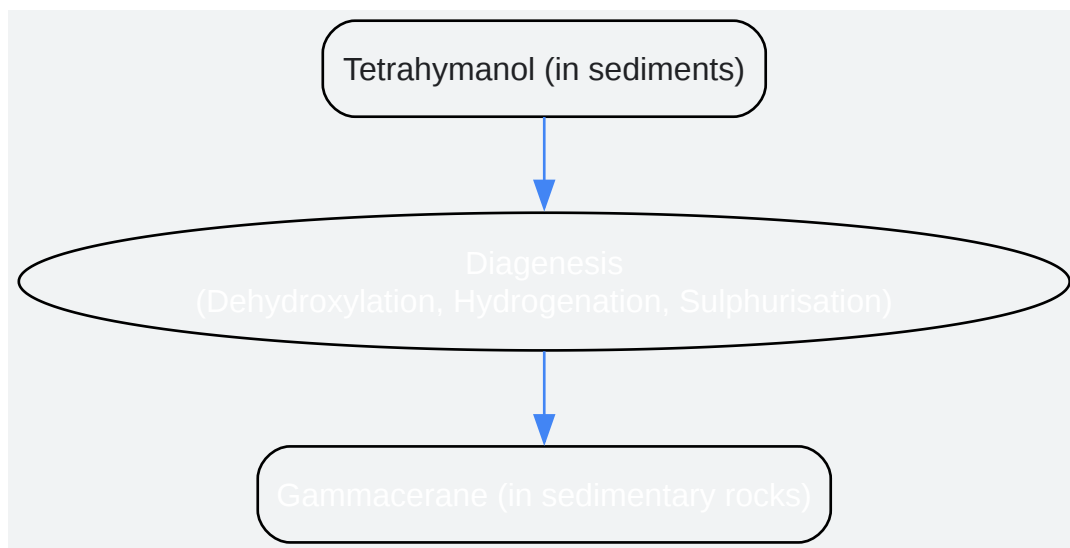 Tetrahymanol (in sediments)
Diagenesis
(Dehydroxylation, Hydrogenation, Sulphurisation)
Gammacerane (in sedimentary rocks)